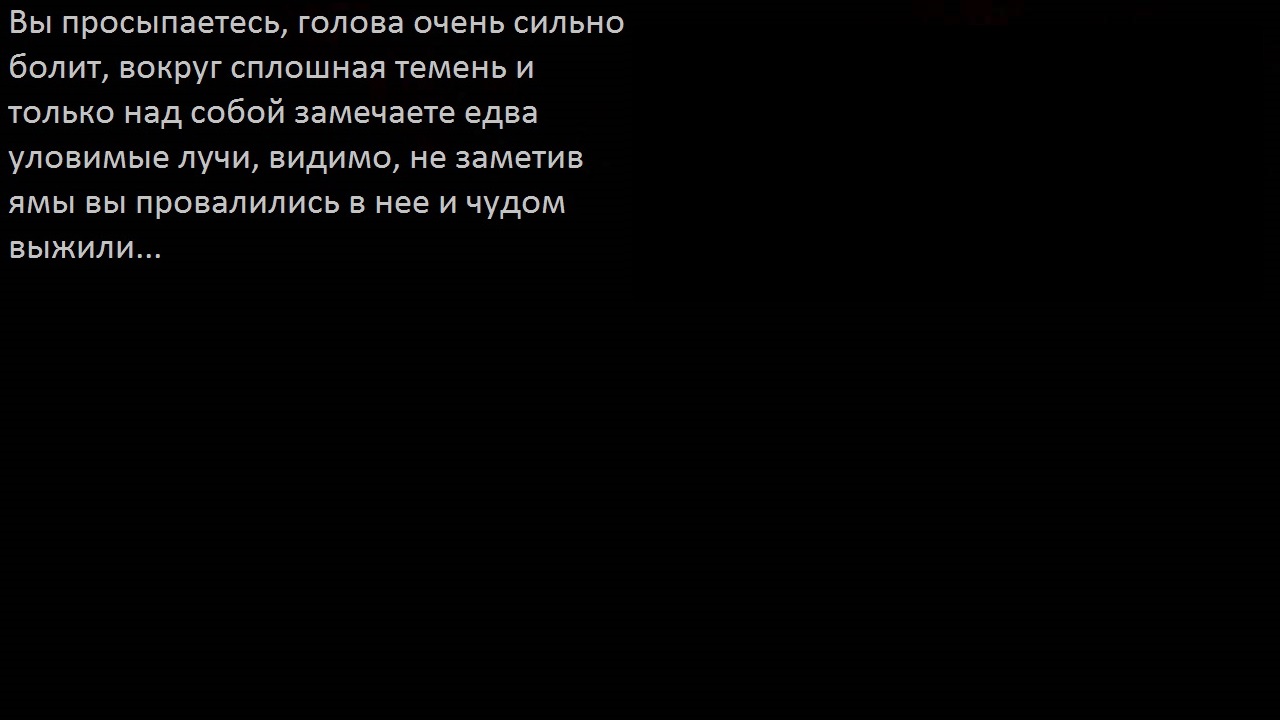 Вы просыпаетесь, голова очень сильно
болит, вокруг сплошная темень и
только над собой замечаете едва
уловимые лучи, видимо, не заметив
ямы вы провалились в нее и чудом
выжили...